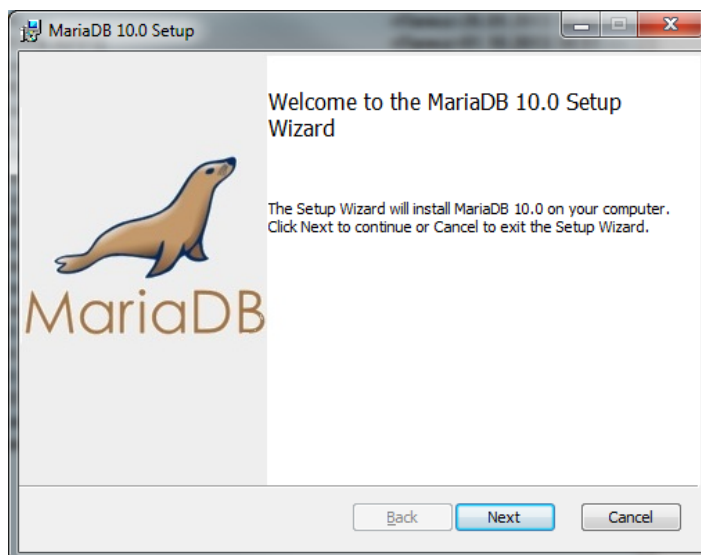 MariaDB 10.0 Setup
Welcome to the MariaDB 10.0 Setup
Wizard
The Setup Wizard will install MariaDB 10.0 on your computer.
Click Next to continue or Cancel to exit the Setup Wizard.
MariaDB
Back
Next
Cancel